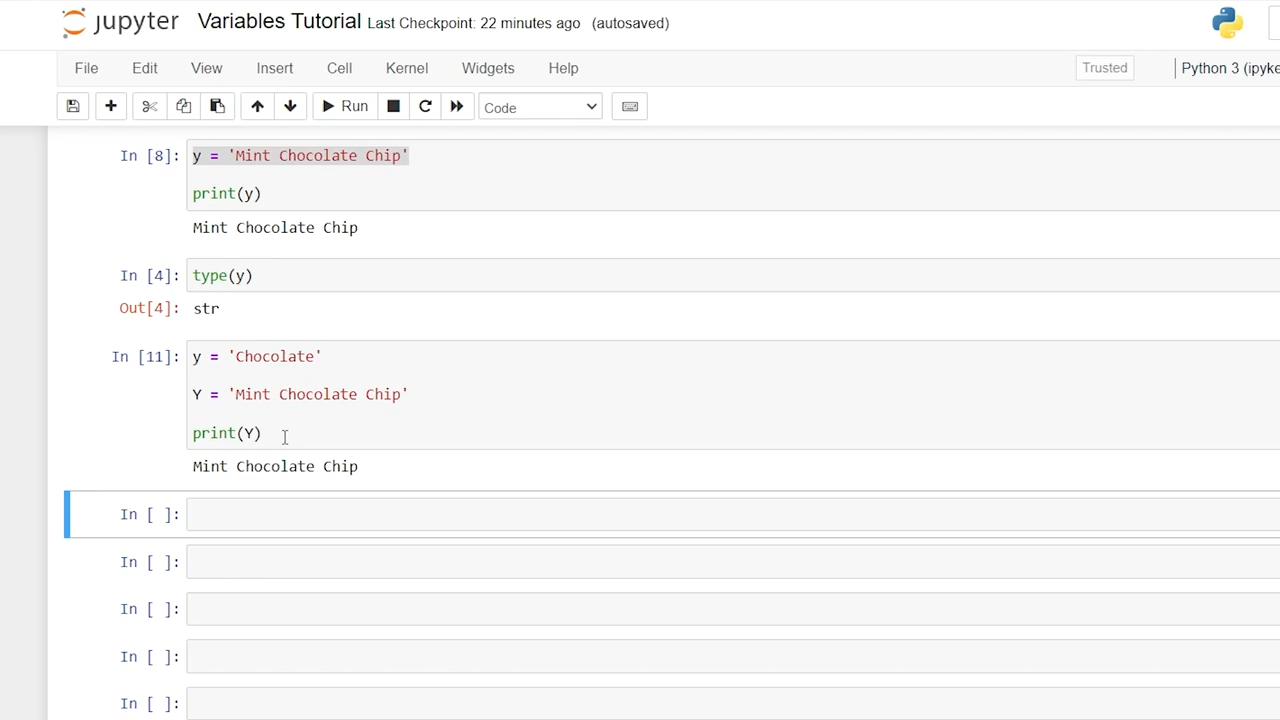 jupyter Variables Tutorial Last Checkpoint: 22 minutes ago (autosaved)
File Edit View Insert Cell Kernel Widgets Help Trusted Python 3 (ipyke
Run Code
In [8]: y = 'Mint Chocolate Chip'
print(y)
Mint Chocolate Chip
In [4]: type(y)
Out[4]: str
In [11]: y = 'Chocolate'
Y = 'Mint Chocolate Chip'
print(Y)
Mint Chocolate Chip
In [ ]:
In [ ]:
In [ ]:
In [ ]:
In [ ]: